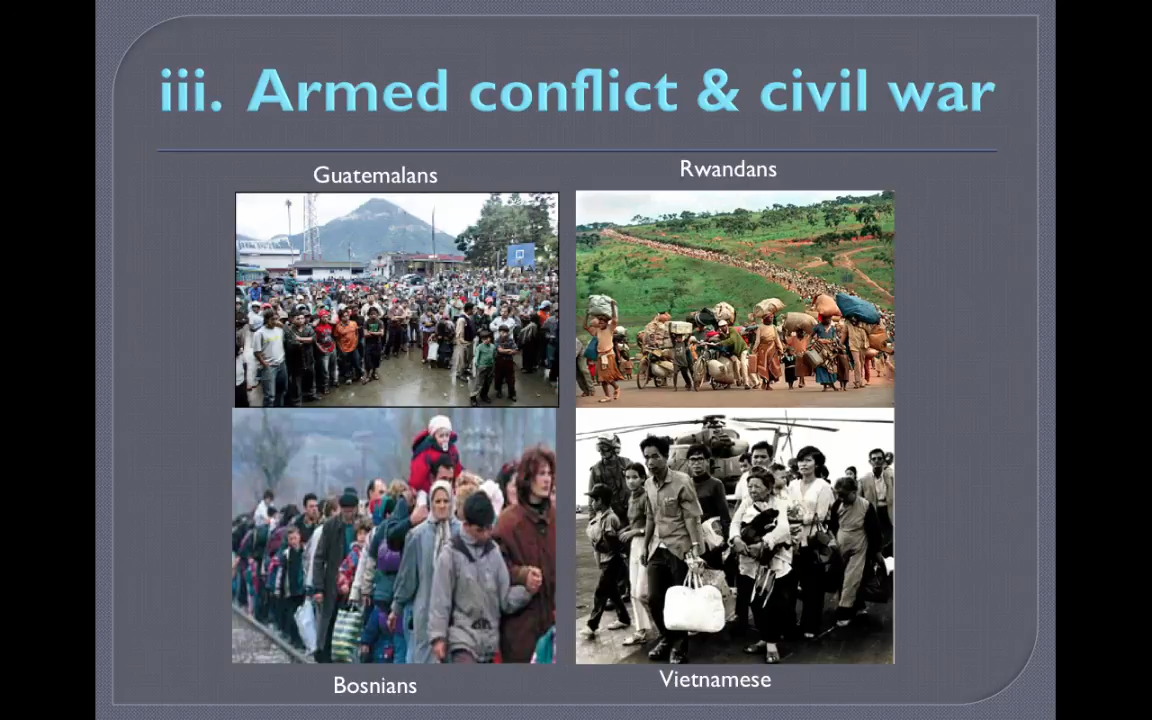 iii. Armed conflict & civil war
Guatemalans
Rwandans
Bosnians
Vietnamese